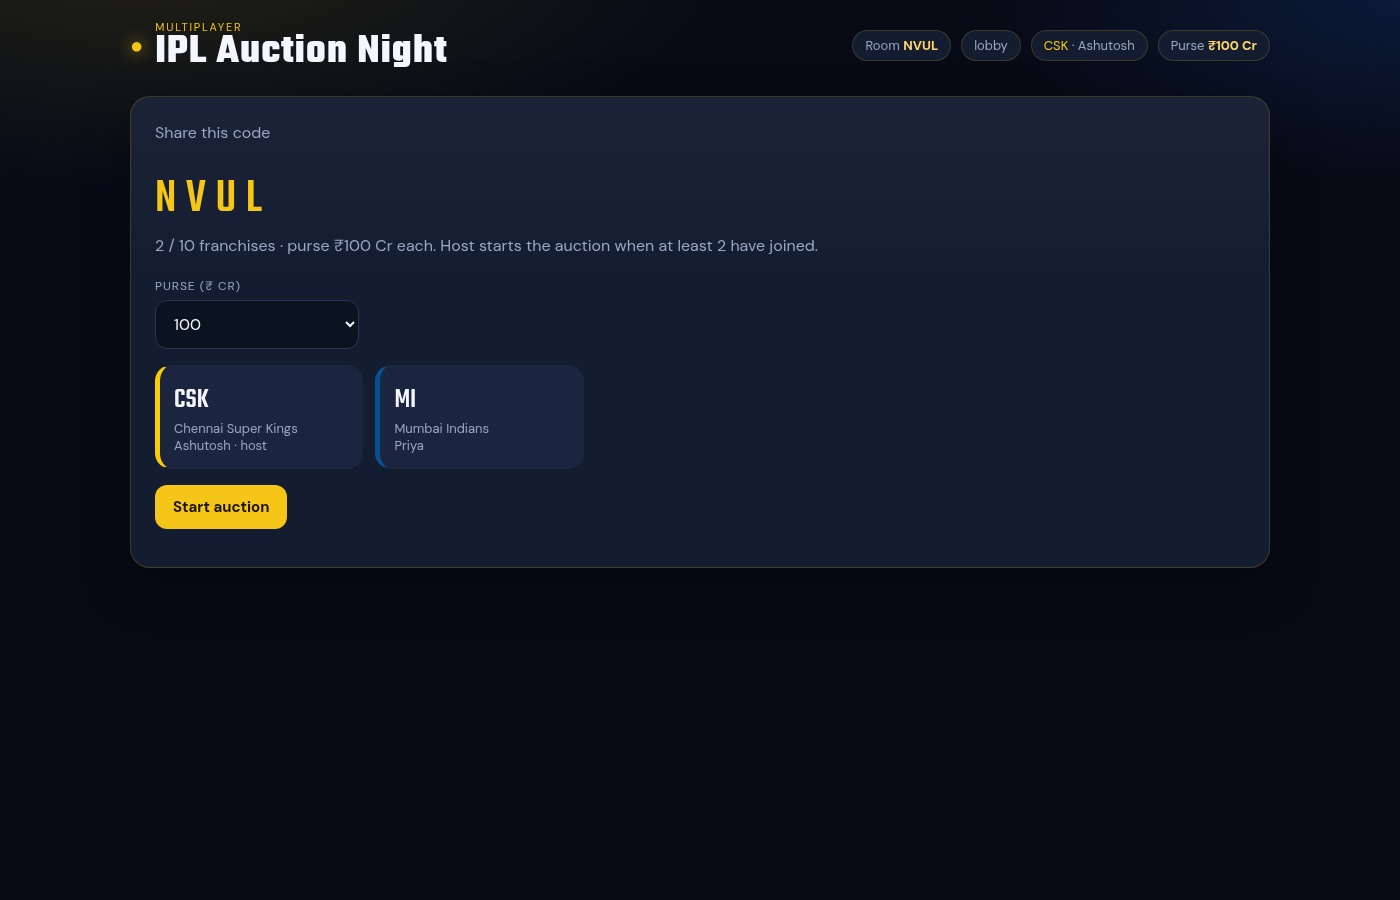 MULTIPLAYER
IPL Auction Night
Room NVUL
lobby
CSK · Ashutosh
Purse ₹100 Cr
Share this code
NVUL
2 / 10 franchises · purse ₹100 Cr each. Host starts the auction when at least 2 have joined.
PURSE (₹ CR)
100
CSK
Chennai Super Kings
Ashutosh · host
MI
Mumbai Indians
Priya
Start auction